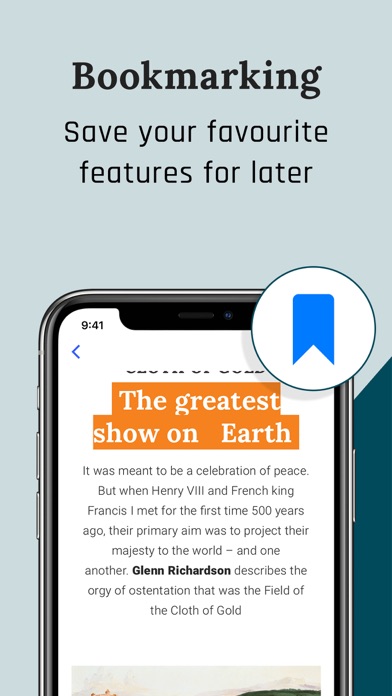 Bookmarking
Save your favourite
features for later
9:41
CLOTH OF GOLD
The greatest
show on Earth
It was meant to be a celebration of peace.
But when Henry VIII and French king
Francis I met for the first time 500 years
ago, their primary aim was to project their
majesty to the world – and one
another. Glenn Richardson describes the
orgy of ostentation that was the Field of
the Cloth of Gold